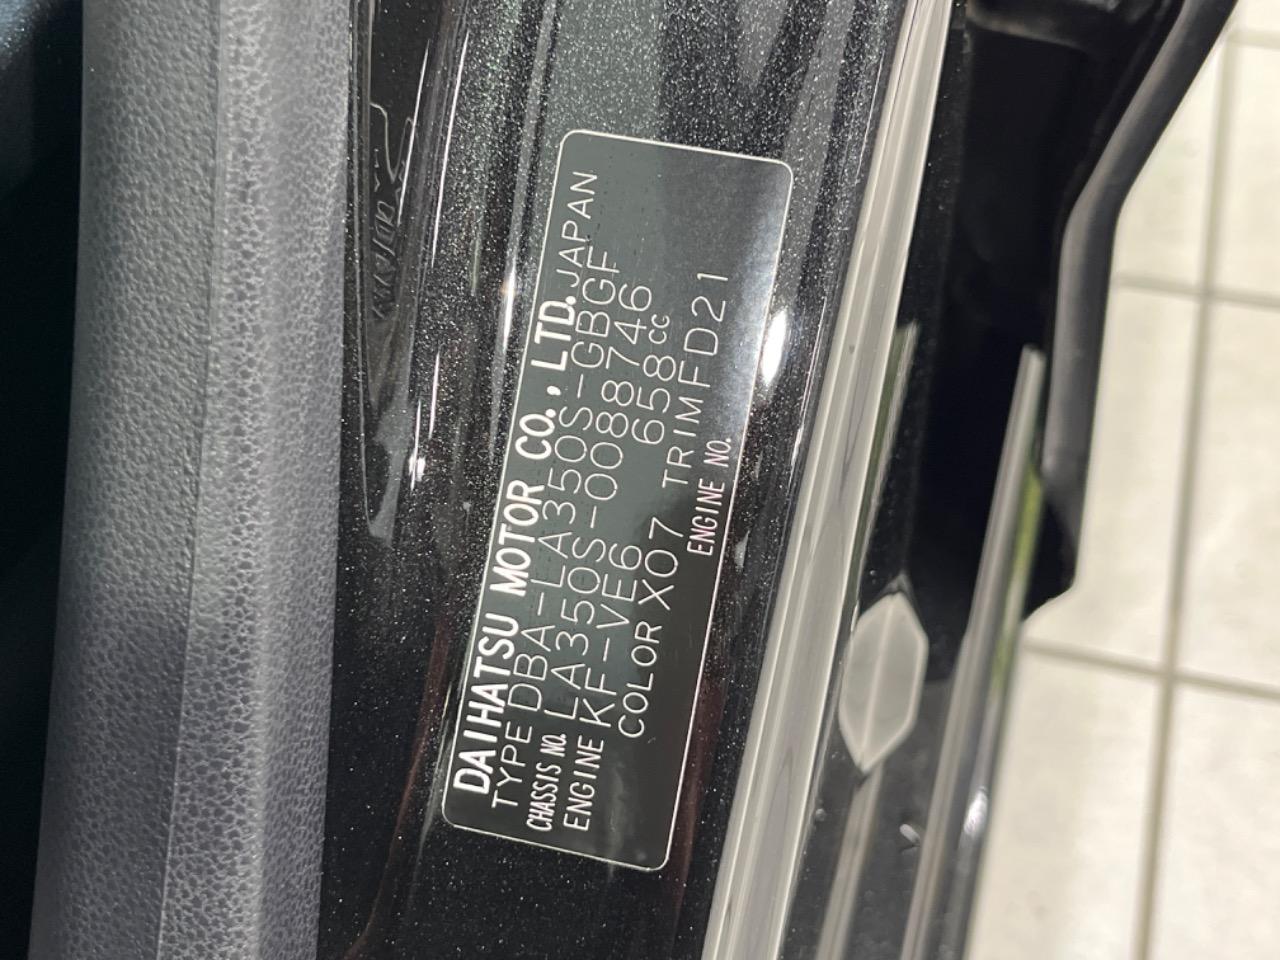 DAIHATSU MOTOR CO., LTD. JAPAN
TYPE DBA-LA350S-GBGF
CHASSIS NO. LA350S-0088746
ENGINE KF-VE6 658cc
COLOR X07 TRIM FD21
ENGINE NO.